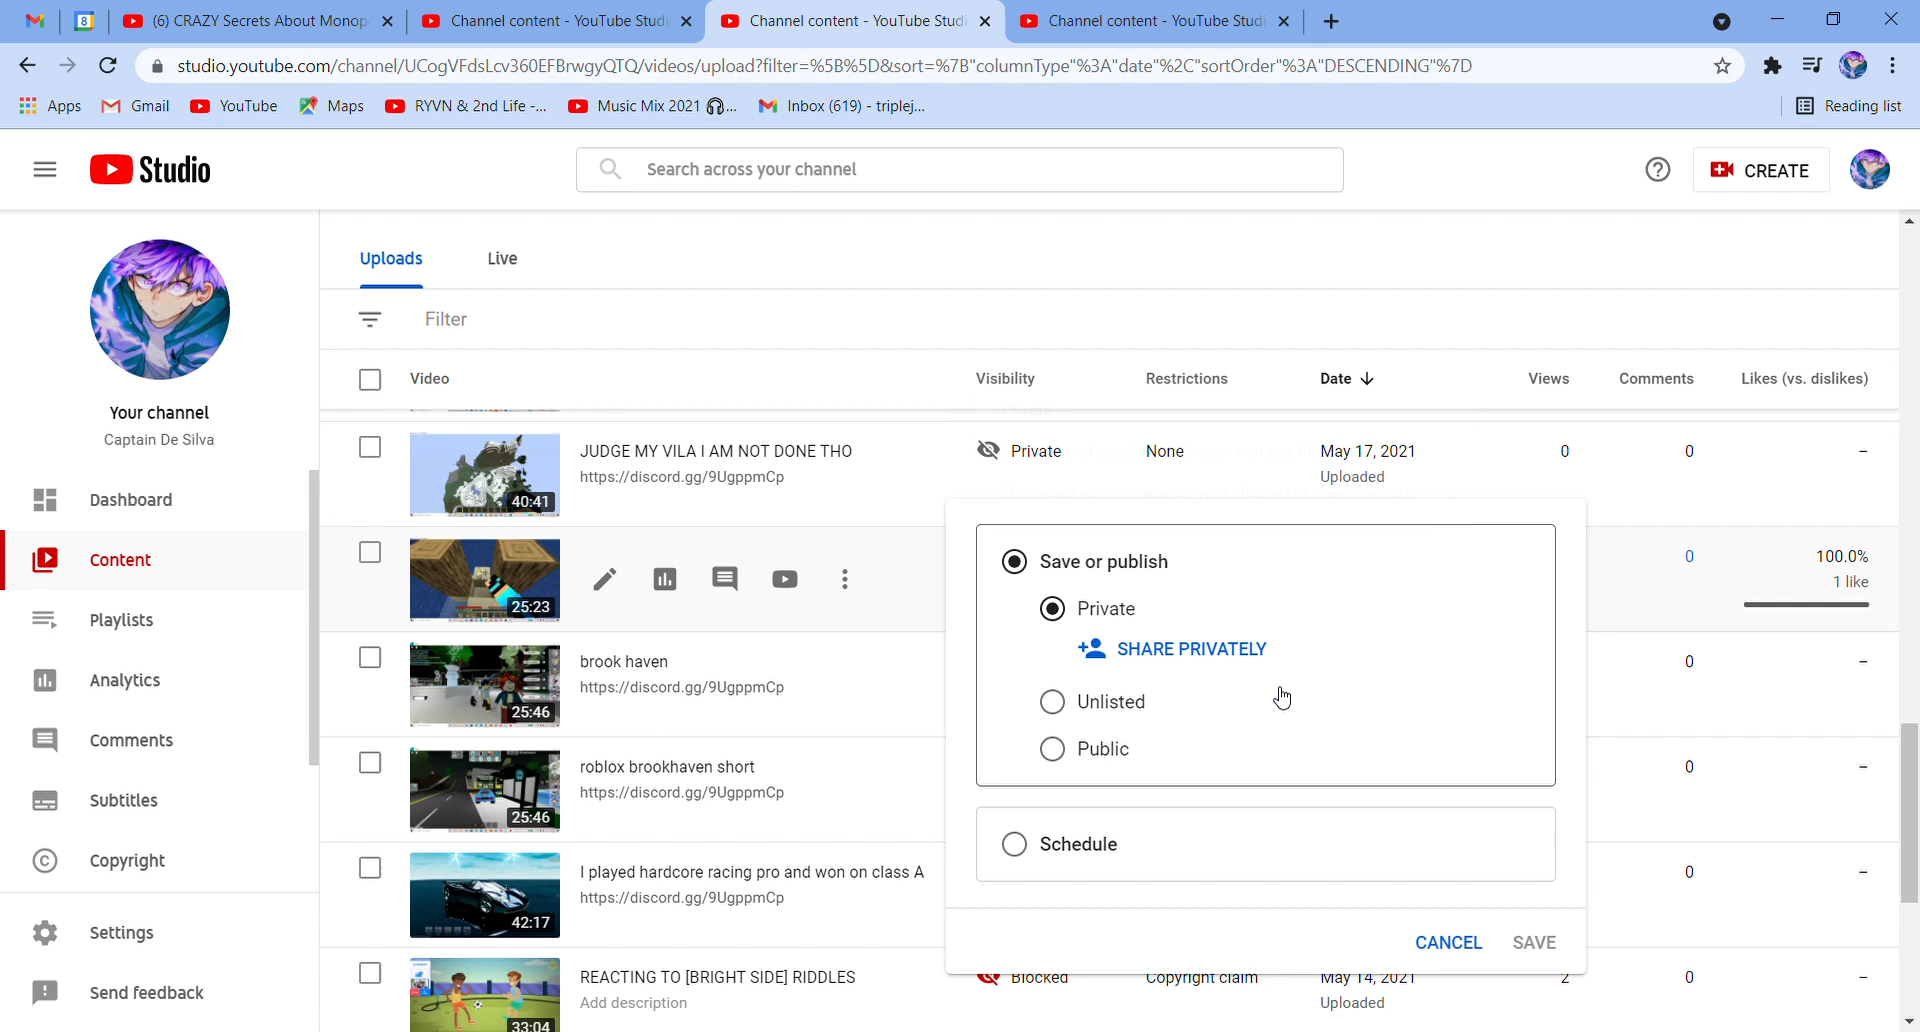 (6) CRAZY Secrets About Monop
Channel content - YouTube Studi
Channel content - YouTube Studi
Channel content - YouTube Studi
studio.youtube.com/channel/UCogVFdsLcv360EFBrwgyQTQ/videos/upload?filter=%5B%5D&sort=%7B"columnType"%3A"date"%2C"sortOrder"%3A"DESCENDING"%7D
Apps Gmail YouTube Maps RYVN & 2nd Life -... Music Mix 2021 🎧... Inbox (619) - triplej... Reading list
Studio
Search across your channel
CREATE
Your channel
Captain De Silva
Dashboard
Content
Playlists
Analytics
Comments
Subtitles
Copyright
Settings
Send feedback
Uploads Live
Filter
Video Visibility Restrictions Date Views Comments Likes (vs. dislikes)
JUDGE MY VILA I AM NOT DONE THO Private None May 17, 2021 0 0 –
https://discord.gg/9UgppmCp Uploaded
40:41
0 100.0%
1 like
25:23
brook haven 0 –
https://discord.gg/9UgppmCp
25:46
roblox brookhaven short 0 –
https://discord.gg/9UgppmCp
25:46
I played hardcore racing pro and won on class A 0 –
https://discord.gg/9UgppmCp
42:17
REACTING TO [BRIGHT SIDE] RIDDLES Blocked Copyright claim May 14, 2021 2 0 –
Add description Uploaded
33:04
Save or publish
Private
SHARE PRIVATELY
Unlisted
Public
Schedule
CANCEL SAVE